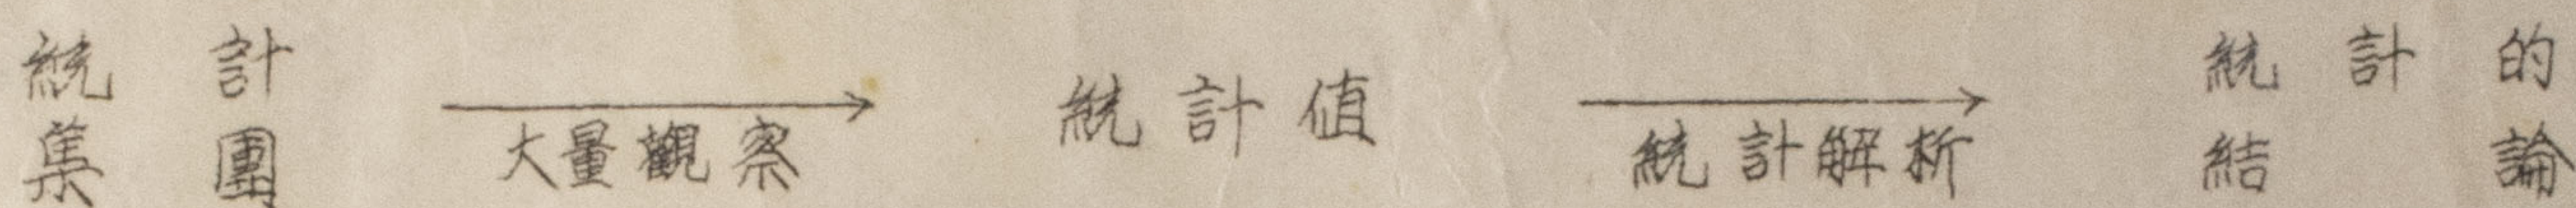 統計
集團
大量觀察
統計值
統計解析
統計的
結論